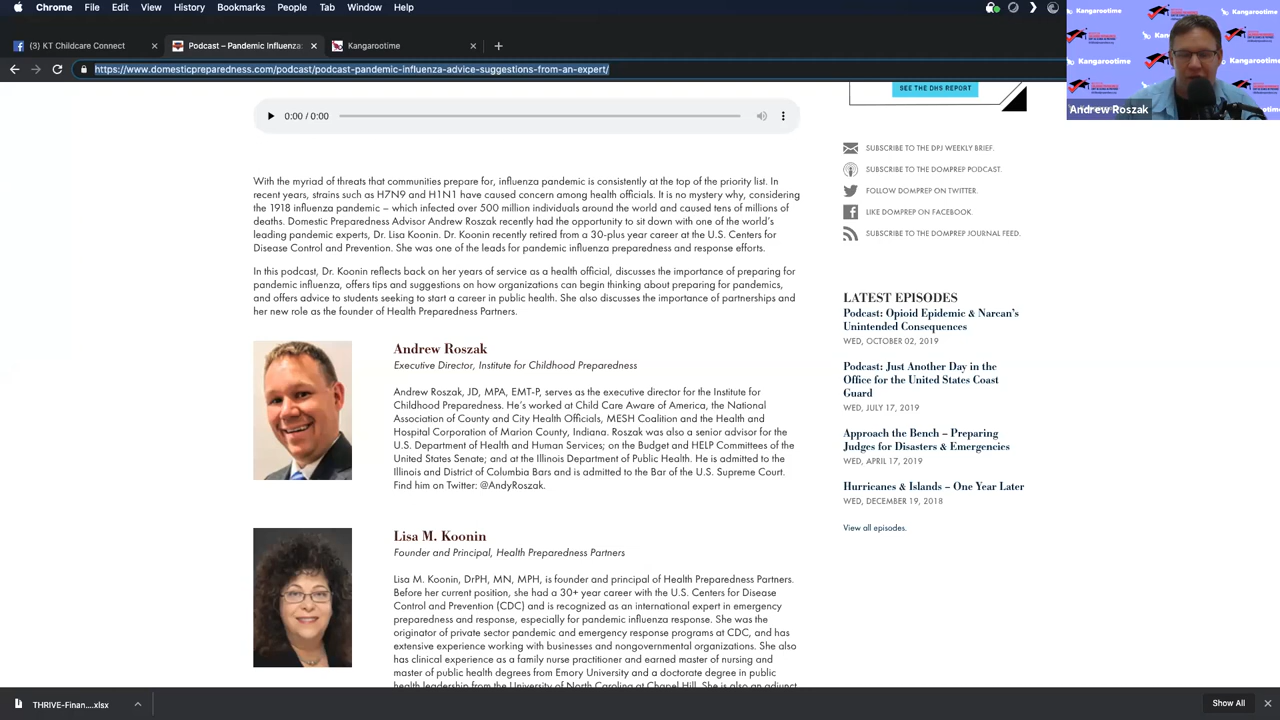 Chrome File Edit View History Bookmarks People Tab Window Help
(3) KT Childcare Connect
Podcast – Pandemic Influenza:
Kangarootime
https://www.domesticpreparedness.com/podcast/podcast-pandemic-influenza-advice-suggestions-from-an-expert/
Kangarootime
Kangarootime
Kangarootime
Andrew Roszak
SEE THE DHS REPORT
0:00 / 0:00
SUBSCRIBE TO THE DPJ WEEKLY BRIEF.
SUBSCRIBE TO THE DOMPREP PODCAST.
FOLLOW DOMPREP ON TWITTER.
LIKE DOMPREP ON FACEBOOK.
SUBSCRIBE TO THE DOMPREP JOURNAL FEED.
With the myriad of threats that communities prepare for, influenza pandemic is consistently at the top of the priority list. In
recent years, strains such as H7N9 and H1N1 have caused concern among health officials. It is no mystery why, considering
the 1918 influenza pandemic – which infected over 500 million individuals around the world and caused tens of millions of
deaths. Domestic Preparedness Advisor Andrew Roszak recently had the opportunity to sit down with one of the world's
leading pandemic experts, Dr. Lisa Koonin. Dr. Koonin recently retired from a 30-plus year career at the U.S. Centers for
Disease Control and Prevention. She was one of the leads for pandemic influenza preparedness and response efforts.
In this podcast, Dr. Koonin reflects back on her years of service as a health official, discusses the importance of preparing for
pandemic influenza, offers tips and suggestions on how organizations can begin thinking about preparing for pandemics,
and offers advice to students seeking to start a career in public health. She also discusses the importance of partnerships and
her new role as the founder of Health Preparedness Partners.
Andrew Roszak
Executive Director, Institute for Childhood Preparedness
Andrew Roszak, JD, MPA, EMT-P, serves as the executive director for the Institute for
Childhood Preparedness. He's worked at Child Care Aware of America, the National
Association of County and City Health Officials, MESH Coalition and the Health and
Hospital Corporation of Marion County, Indiana. Roszak was also a senior advisor for the
U.S. Department of Health and Human Services; on the Budget and HELP Committees of the
United States Senate; and at the Illinois Department of Public Health. He is admitted to the
Illinois and District of Columbia Bars and is admitted to the Bar of the U.S. Supreme Court.
Find him on Twitter: @AndyRoszak.
Lisa M. Koonin
Founder and Principal, Health Preparedness Partners
Lisa M. Koonin, DrPH, MN, MPH, is founder and principal of Health Preparedness Partners.
Before her current position, she had a 30+ year career with the U.S. Centers for Disease
Control and Prevention (CDC) and is recognized as an international expert in emergency
preparedness and response, especially for pandemic influenza response. She was the
originator of private sector pandemic and emergency response programs at CDC, and has
extensive experience working with businesses and nongovernmental organizations. She also
has clinical experience as a family nurse practitioner and earned master of nursing and
master of public health degrees from Emory University and a doctorate degree in public
health leadership from the University of North Carolina at Chapel Hill. She is also an adjunct
LATEST EPISODES
Podcast: Opioid Epidemic & Narcan's
Unintended Consequences
WED, OCTOBER 02, 2019
Podcast: Just Another Day in the
Office for the United States Coast
Guard
WED, JULY 17, 2019
Approach the Bench – Preparing
Judges for Disasters & Emergencies
WED, APRIL 17, 2019
Hurricanes & Islands – One Year Later
WED, DECEMBER 19, 2018
View all episodes.
THRIVE-Finan....xlsx
Show All